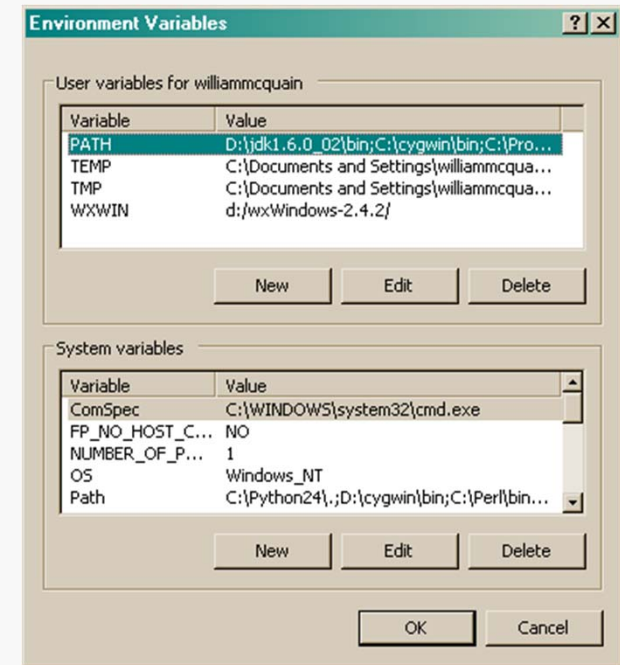 Environment Variables
User variables for williammcquain
Variable Value
PATH D:\jdk1.6.0_02\bin;C:\cygwin\bin;C:\Pro...
TEMP C:\Documents and Settings\williammcqua...
TMP C:\Documents and Settings\williammcqua...
WXWIN d:/wxWindows-2.4.2/
New Edit Delete
System variables
Variable Value
ComSpec C:\WINDOWS\system32\cmd.exe
FP_NO_HOST_C... NO
NUMBER_OF_P... 1
OS Windows_NT
Path C:\Python24\.;D:\cygwin\bin;C:\Perl\bin...
New Edit Delete
OK Cancel